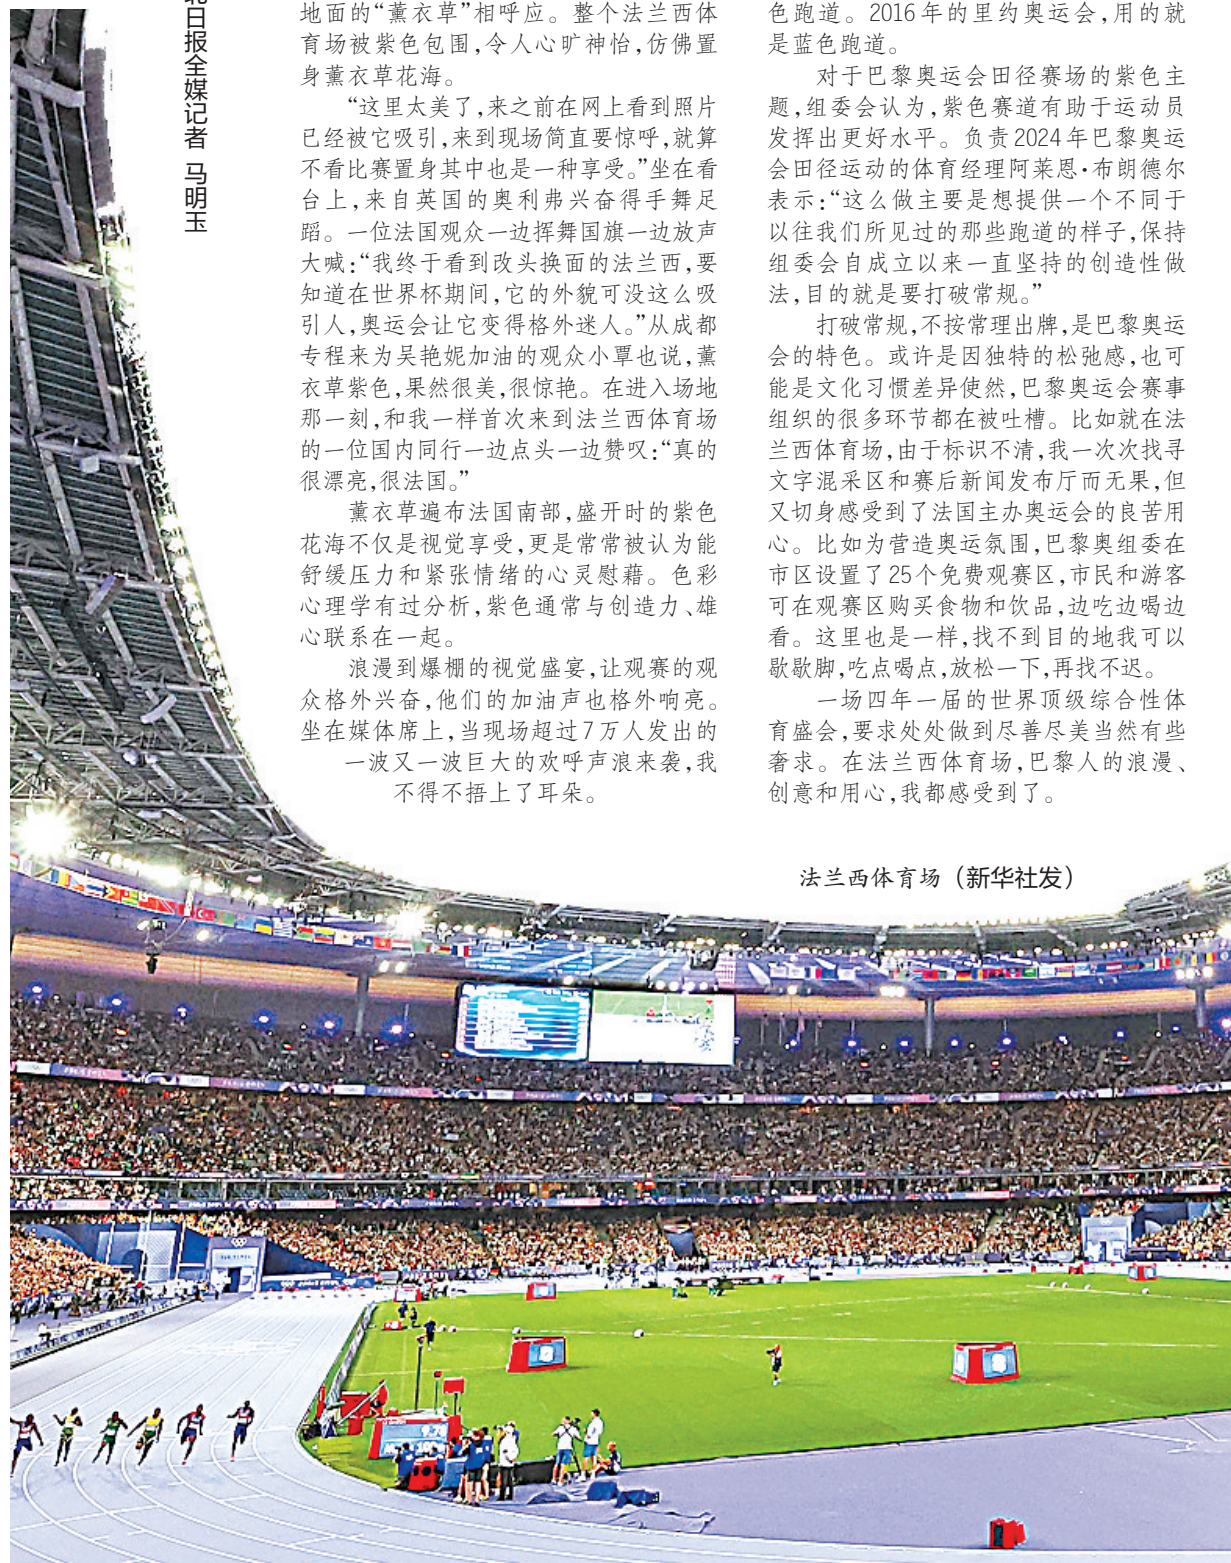 北日报全媒记者 马明玉
地面的“薰衣草”相呼应。整个法兰西体
育场被紫色包围,令人心旷神怡,仿佛置
身薰衣草花海。
“这里太美了,来之前在网上看到照片
已经被它吸引,来到现场简直要惊呼,就算
不看比赛置身其中也是一种享受。”坐在看
台上,来自英国的奥利弗兴奋得手舞足
蹈。一位法国观众一边挥舞国旗一边放声
大喊:“我终于看到改头换面的法兰西,要
知道在世界杯期间,它的外貌可没这么吸
引人,奥运会让它变得格外迷人。”从成都
专程来为吴艳妮加油的观众小覃也说,薰
衣草紫色,果然很美,很惊艳。在进入场地
那一刻,和我一样首次来到法兰西体育场
的一位国内同行一边点头一边赞叹:“真的
很漂亮,很法国。”
薰衣草遍布法国南部,盛开时的紫色
花海不仅是视觉享受,更是常常被认为能
舒缓压力和紧张情绪的心灵慰藉。色彩
心理学有过分析,紫色通常与创造力、雄
心联系在一起。
浪漫到爆棚的视觉盛宴,让观赛的观
众格外兴奋,他们的加油声也格外响亮。
坐在媒体席上,当现场超过7万人发出的
一波又一波巨大的欢呼声浪来袭,我
不得不捂上了耳朵。
色跑道。2016年的里约奥运会,用的就
是蓝色跑道。
对于巴黎奥运会田径赛场的紫色主
题,组委会认为,紫色赛道有助于运动员
发挥出更好水平。负责2024年巴黎奥运
会田径运动的体育经理阿莱恩·布朗德尔
表示:“这么做主要是想提供一个不同于
以往我们所见过的那些跑道的样子,保持
组委会自成立以来一直坚持的创造性做
法,目的就是要打破常规。”
打破常规,不按常理出牌,是巴黎奥运
会的特色。或许是因独特的松弛感,也可
能是文化习惯差异使然,巴黎奥运会赛事
组织的很多环节都在被吐槽。比如就在法
兰西体育场,由于标识不清,我一次次找寻
文字混采区和赛后新闻发布厅而无果,但
又切身感受到了法国主办奥运会的良苦用
心。比如为营造奥运氛围,巴黎奥组委在
市区设置了25个免费观赛区,市民和游客
可在观赛区购买食物和饮品,边吃边喝边
看。这里也是一样,找不到目的地我可以
歇歇脚,吃点喝点,放松一下,再找不迟。
一场四年一届的世界顶级综合性体
育盛会,要求处处做到尽善尽美当然有些
奢求。在法兰西体育场,巴黎人的浪漫、
创意和用心,我都感受到了。
法兰西体育场（新华社发）